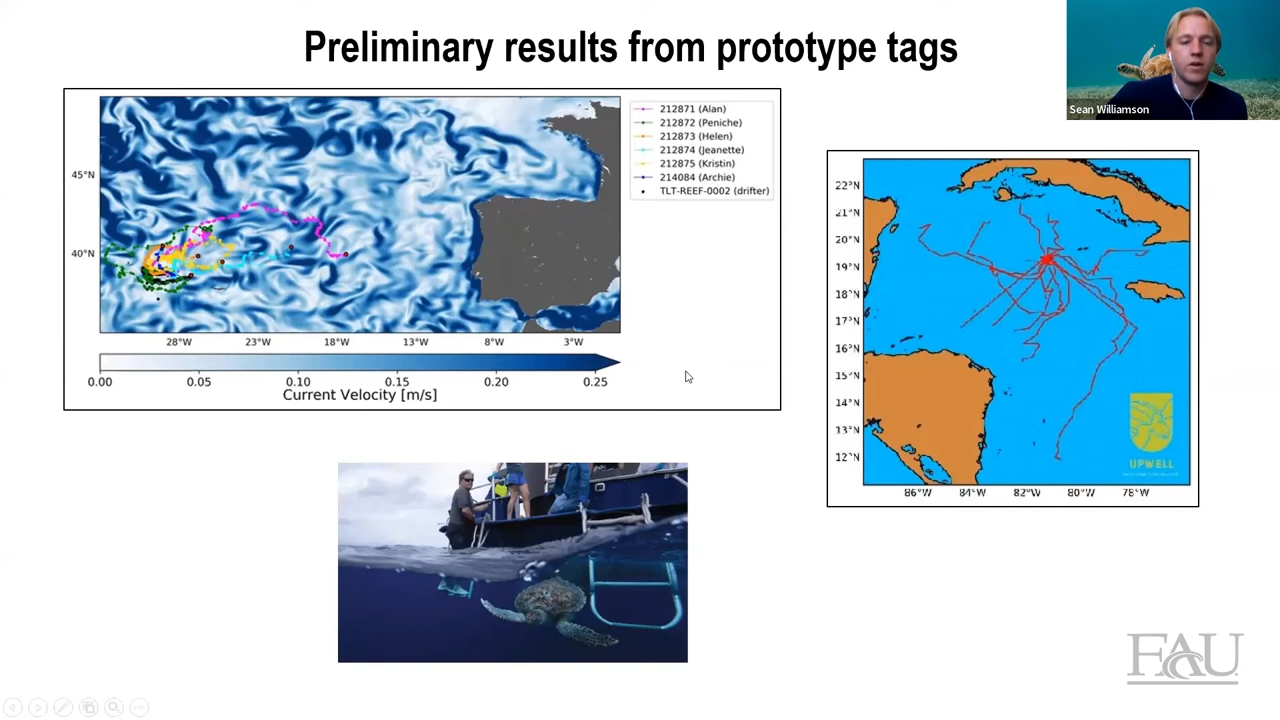 Preliminary results from prototype tags
Sean Williamson
212871 (Alan)
212872 (Peniche)
212873 (Helen)
212874 (Jeanette)
212875 (Kristin)
214084 (Archie)
TLT-REEF-0002 (drifter)
45°N
40°N
28°W 23°W 18°W 13°W 8°W 3°W
0.00 0.05 0.10 0.15 0.20 0.25
Current Velocity [m/s]
22°N
21°N
20°N
19°N
18°N
17°N
16°N
15°N
14°N
13°N
12°N
86°W 84°W 82°W 80°W 78°W
UPWELL
FAU